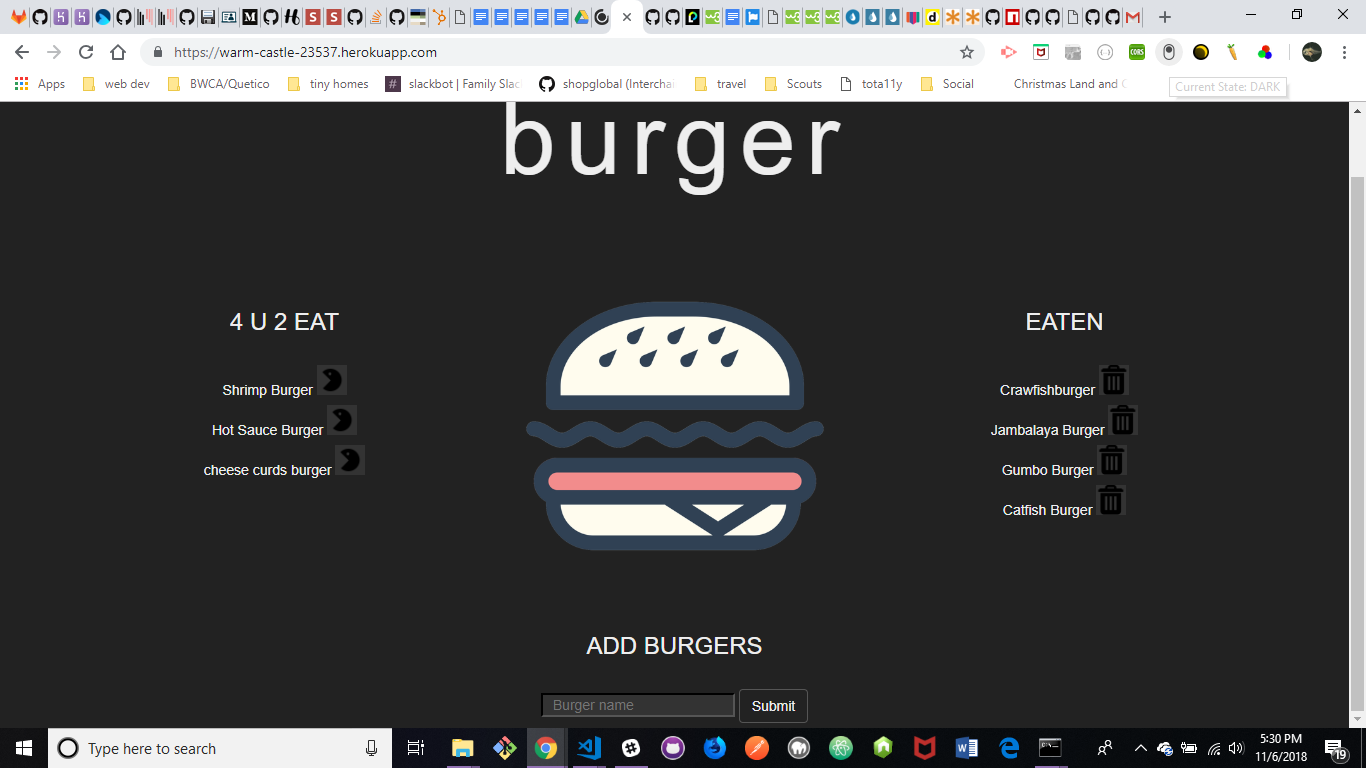 https://warm-castle-23537.herokuapp.com
Apps web dev BWCA/Quetico tiny homes slackbot | Family Slac shopglobal (Intercha travel Scouts tota11y Social Christmas Land and C
Current State: DARK
burger
4 U 2 EAT
Shrimp Burger
Hot Sauce Burger
cheese curds burger
EATEN
Crawfishburger
Jambalaya Burger
Gumbo Burger
Catfish Burger
ADD BURGERS
Burger name Submit
Type here to search
5:30 PM
11/6/2018
19